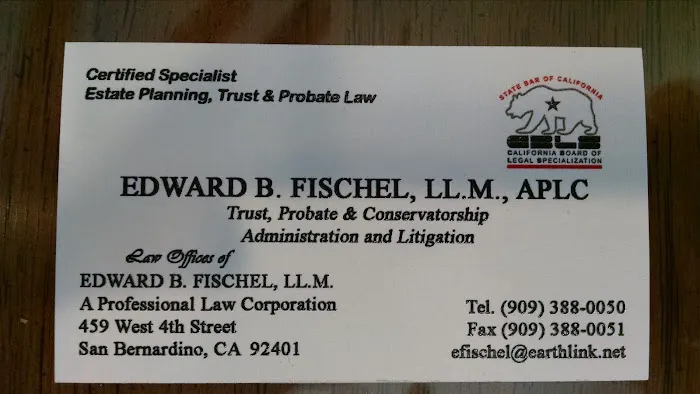 Certified Specialist
Estate Planning, Trust & Probate Law
STATE BAR OF CALIFORNIA
CBLS
CALIFORNIA BOARD OF
LEGAL SPECIALIZATION
EDWARD B. FISCHEL, LL.M., APLC
Trust, Probate & Conservatorship
Administration and Litigation
Law Offices of
EDWARD B. FISCHEL, LL.M.
A Professional Law Corporation
459 West 4th Street
San Bernardino, CA 92401
Tel. (909) 388-0050
Fax (909) 388-0051
efischel@earthlink.net